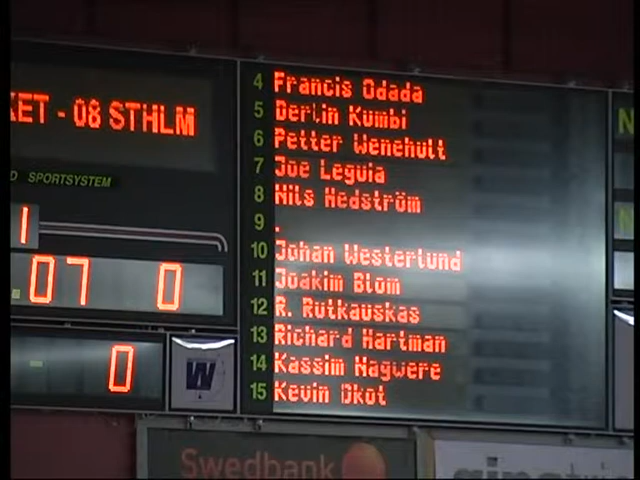 KET - 08 STHLM
SPORTSYSTEM
1
07 0
0
W
4 Francis Odada
5 Derlin Kumbi
6 Petter Wenehult
7 Joe Leguia
8 Nils Hedström
9 .
10 Johan Westerlund
11 Joakim Blom
12 R. Rutkauskas
13 Richard Hartman
14 Kassim Nagwere
15 Kevin Okot
N
N
Swedbank